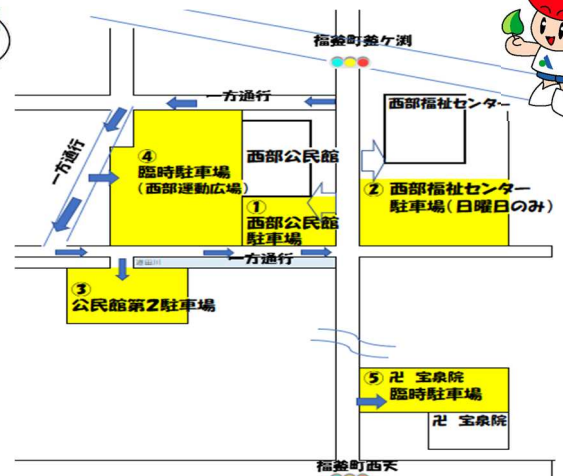 福釜町釜ケ渕
一方通行
西部福祉センター
一方通行
④
臨時駐車場
(西部運動広場)
西部公民館
①
西部公民館
駐車場
② 西部福祉センター
駐車場(日曜日のみ)
一方通行
③
公民館第2駐車場
⑤ 卍 宝泉院
臨時駐車場
卍 宝泉院
福釜町西天